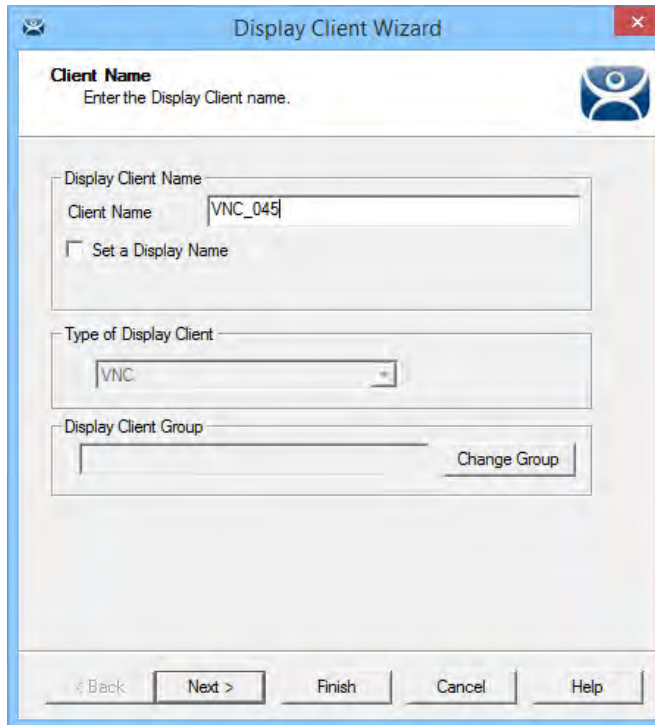 Display Client Wizard
Client Name
Enter the Display Client name.
Display Client Name
Client Name VNC_045
Set a Display Name
Type of Display Client
VNC
Display Client Group
Change Group
< Back Next > Finish Cancel Help